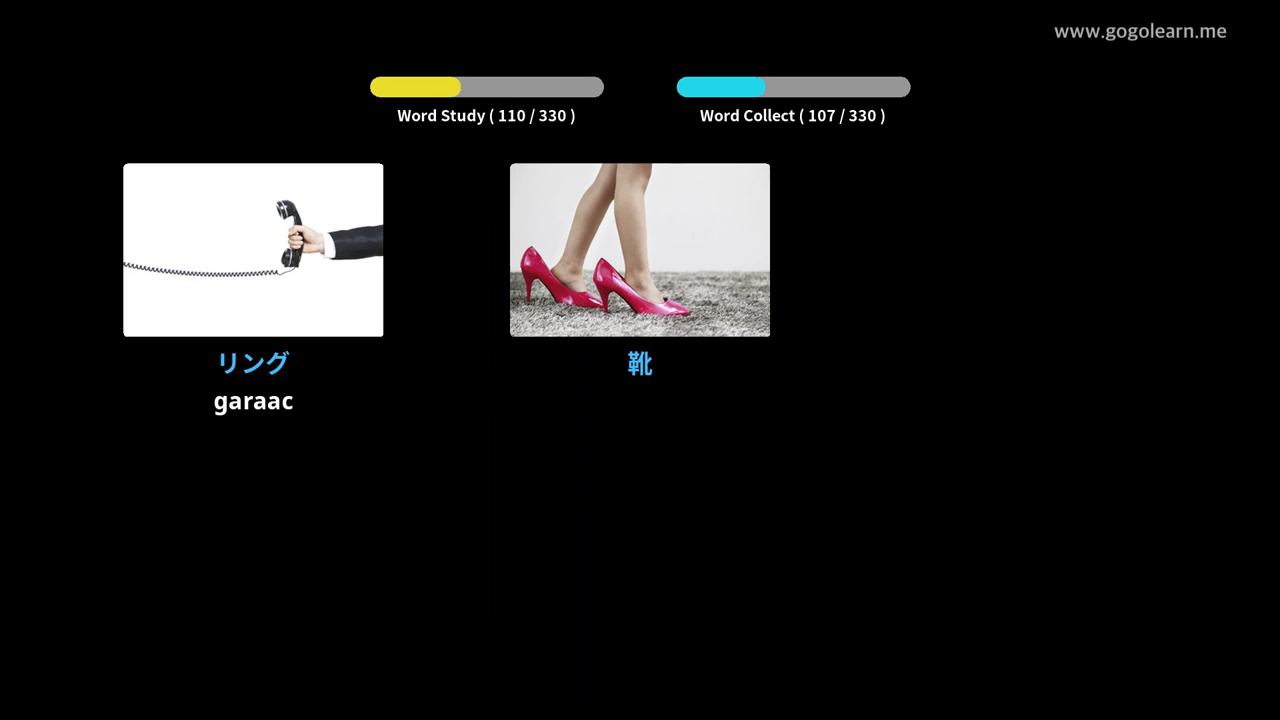 www.gogolearn.me
Word Study ( 110 / 330 )
Word Collect ( 107 / 330 )
リング
garaac
靴